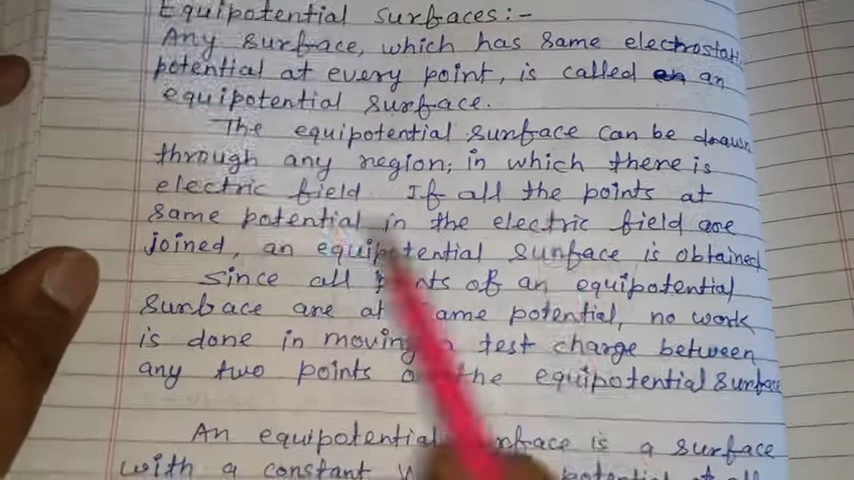 Equipotential surfaces:-
Any surface, which has same electrostati
potential at every point, is called an
equipotential surface.
The equipotential surface can be drawn
through any region; in which there is
electric field If all the points at
same potential in the electric field are
joined, an equipotential surface is obtained
since all of an equipotential
surface are at same potential, no work
is done in moving test charge between
any two points the equipotential surface
An equipotential surface is a surface
with a constant potential at all